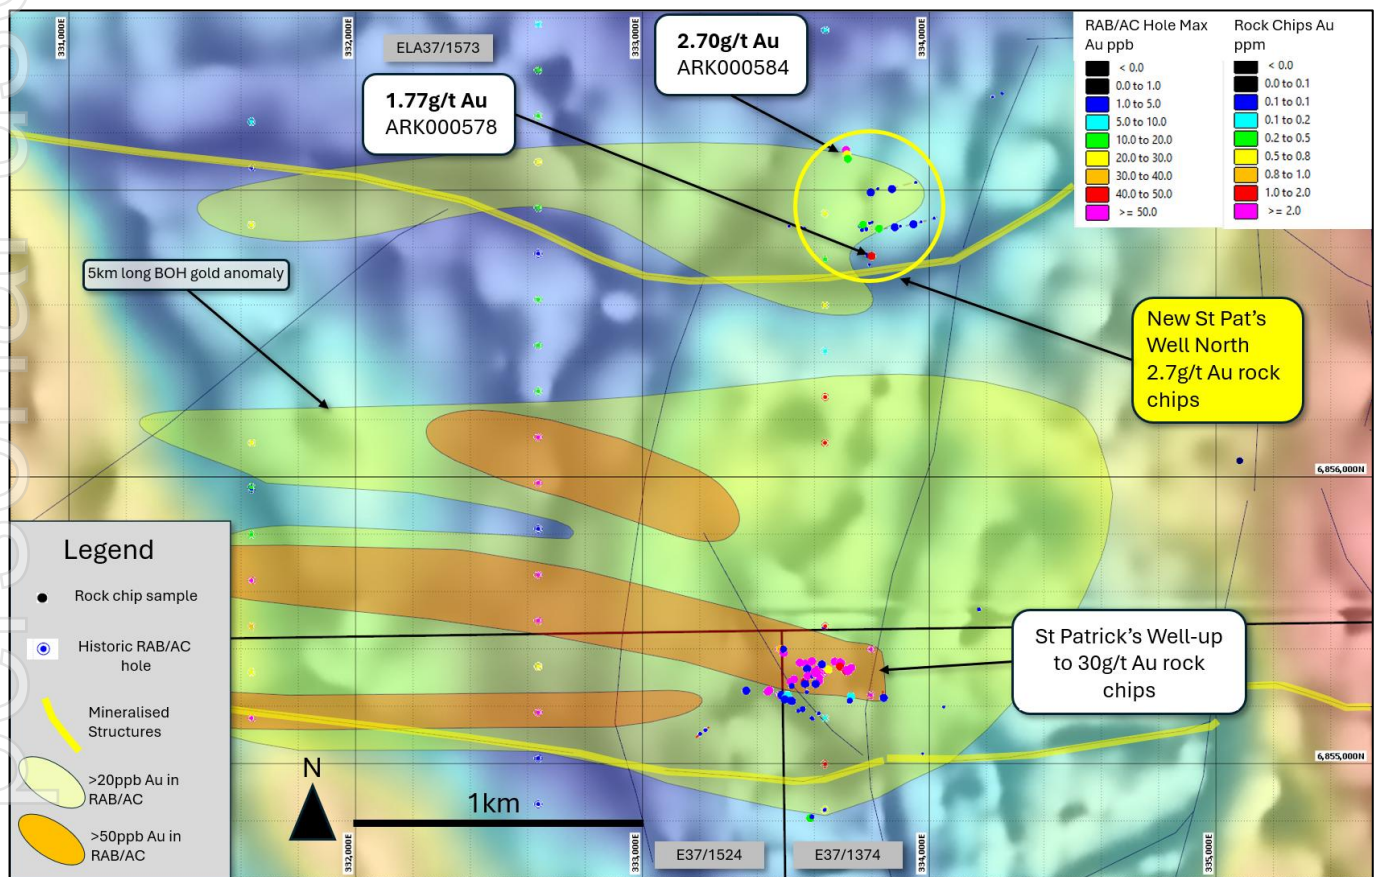 331,000E
332,000E
333,000E
334,000E
ELA37/1573
2.70g/t Au
ARK000584
1.77g/t Au
ARK000578
RAB/AC Hole Max
Au ppb
< 0.0
0.0 to 1.0
1.0 to 5.0
5.0 to 10.0
10.0 to 20.0
20.0 to 30.0
30.0 to 40.0
40.0 to 50.0
>= 50.0
Rock Chips Au
ppm
< 0.0
0.0 to 0.1
0.1 to 0.1
0.1 to 0.2
0.2 to 0.5
0.5 to 0.8
0.8 to 1.0
1.0 to 2.0
>= 2.0
5km long BOH gold anomaly
New St Pat's
Well North
2.7g/t Au rock
chips
6,856,000N
Legend
Rock chip sample
Historic RAB/AC
hole
Mineralised
Structures
>20ppb Au in
RAB/AC
>50ppb Au in
RAB/AC
St Patrick's Well-up
to 30g/t Au rock
chips
6,855,000N
N
1km
332,000E
333,000E
334,000E
335,000E
E37/1524
E37/1374